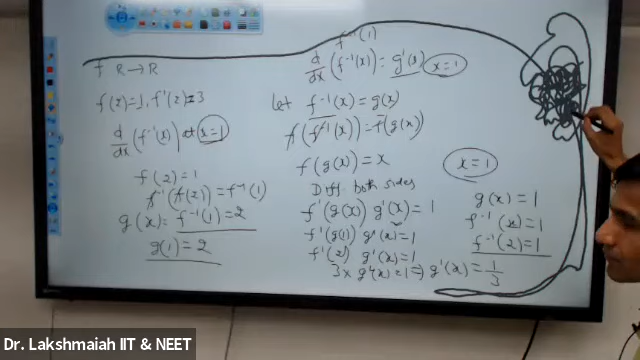 f R→R
f(2)=1, f'(2)=3
d/dx (f⁻¹(x)) at x=1
f(2)=1
f⁻¹(f(2))=f⁻¹(1)
g(x)=f⁻¹(1)=2
g(1)=2
f⁻¹(1)
d/dx (f⁻¹(x))=g'(x) x=1
Let f⁻¹(x)=g(x)
f(f⁻¹(x))=f(g(x))
f(g(x))=x
Diff both sides
f'(g(x)) g'(x)=1
f'(g(1)) g'(x)=1
f'(2) g'(x)=1
3x g'(x)=1⇒g'(x)=1/3
x=1
g(x)=1
f⁻¹(x)=1
f⁻¹(2)=1
Dr. Lakshmaiah IIT & NEET